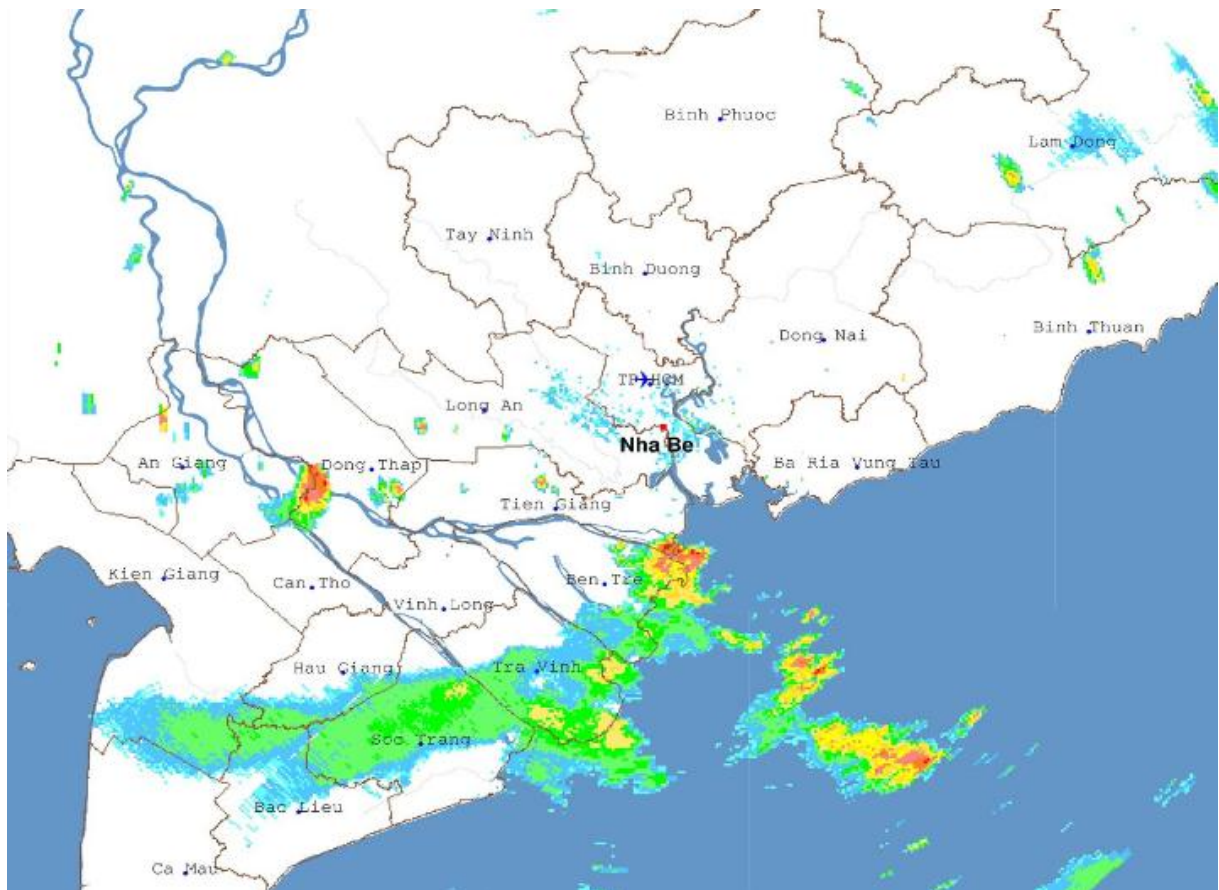 Binh Phuoc
Lam Dong
Tay Ninh
Binh Duong
Binh Thuan
Dong Nai
TP HCM
Long An
Nha Be
An Giang
Dong Thap
Ba Ria Vung Tau
Tien Giang
Kien Giang
Can Tho
Ben Tre
Vinh Long
Hau Giang
Tra Vinh
Soc Trang
Bac Lieu
Ca Mau